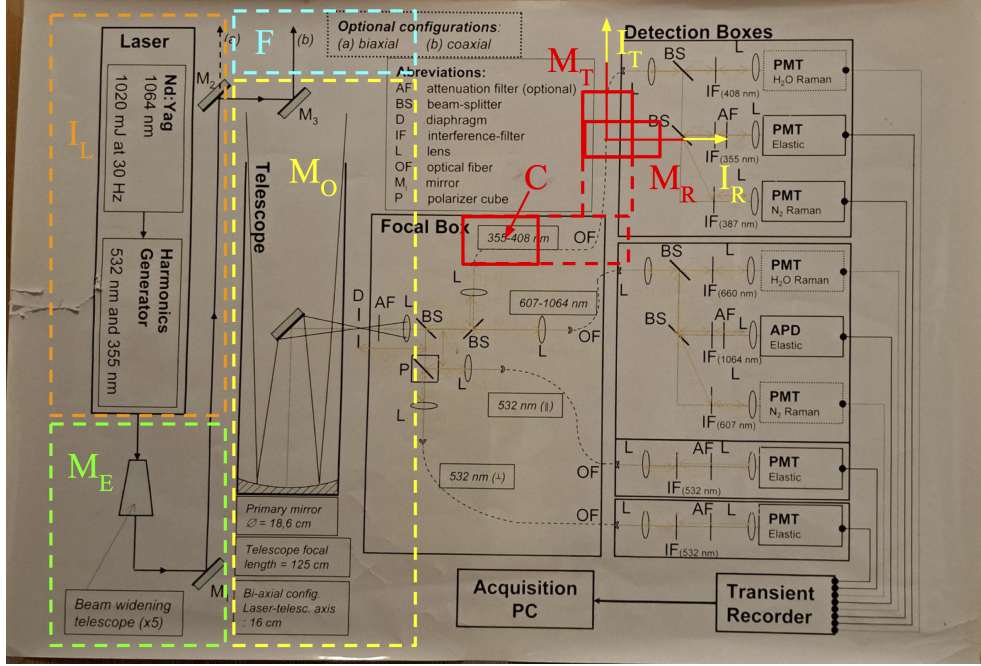 Laser
Nd:Yag
1064 nm
1020 mJ at 30 Hz
Harmonics
Generator
532 nm and 355 nm
I_L
M_E
Beam widening
telescope (x5)
M_2
(a)
(b)
M_3
M
F
Optional configurations:
(a) biaxial (b) coaxial
Abreviations:
AF attenuation filter (optional)
BS beam-splitter
D diaphragm
IF interference-filter
L lens
OF optical fiber
M_i mirror
P polarizer cube
Telescope
M_O
Primary mirror
∅ = 18,6 cm
Telescope focal
length = 125 cm
Bi-axial config.
Laser-telesc. axis
: 16 cm
Focal Box
C
355-408 nm
OF
L
607-1064 nm
D
AF
L
BS
BS
L
OF
P
L
532 nm (||)
L
532 nm (⊥)
OF
OF
M_T
I_T
M_R
I_R
Detection Boxes
L
BS
L
IF(408 nm)
PMT
H2O Raman
BS
AF
L
IF(355 nm)
PMT
Elastic
L
IF(387 nm)
PMT
N2 Raman
L
BS
L
IF(660 nm)
PMT
H2O Raman
BS
AF
L
IF(1064 nm)
APD
Elastic
L
IF(607 nm)
PMT
N2 Raman
L
AF
L
IF(532 nm)
PMT
Elastic
L
AF
L
IF(532 nm)
PMT
Elastic
Acquisition
PC
Transient
Recorder